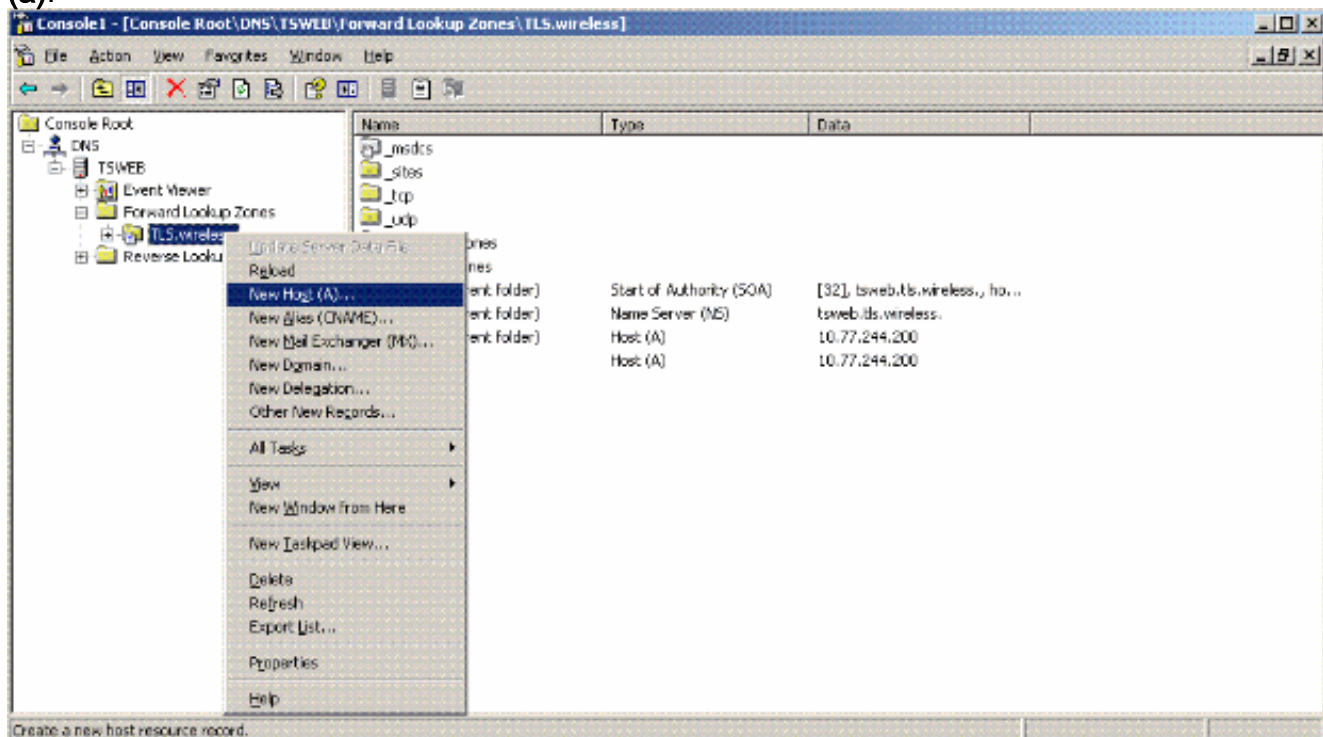 (a).
Console1 - [Console Root\DNS\TSWEB\Forward Lookup Zones\TLS.wireless]
File Action View Favorites Window Help
Console Root
DNS
TSWEB
Event Viewer
Forward Lookup Zones
TLS.wireles
Reverse Looku
Name Type Data
_msdcs
_sites
_tcp
_udp
ones
nes
ent folder) Start of Authority (SOA) [32], tsweb.tls.wireless., ho...
ent folder) Name Server (NS) tsweb.tls.wireless.
ent folder) Host (A) 10.77.244.200
Host (A) 10.77.244.200
Update Server Data File
Reload
New Host (A)...
New Alias (CNAME)...
New Mail Exchanger (MX)...
New Domain...
New Delegation...
Other New Records...
All Tasks
View
New Window from Here
New Taskpad View...
Delete
Refresh
Export List...
Properties
Help
Create a new host resource record.